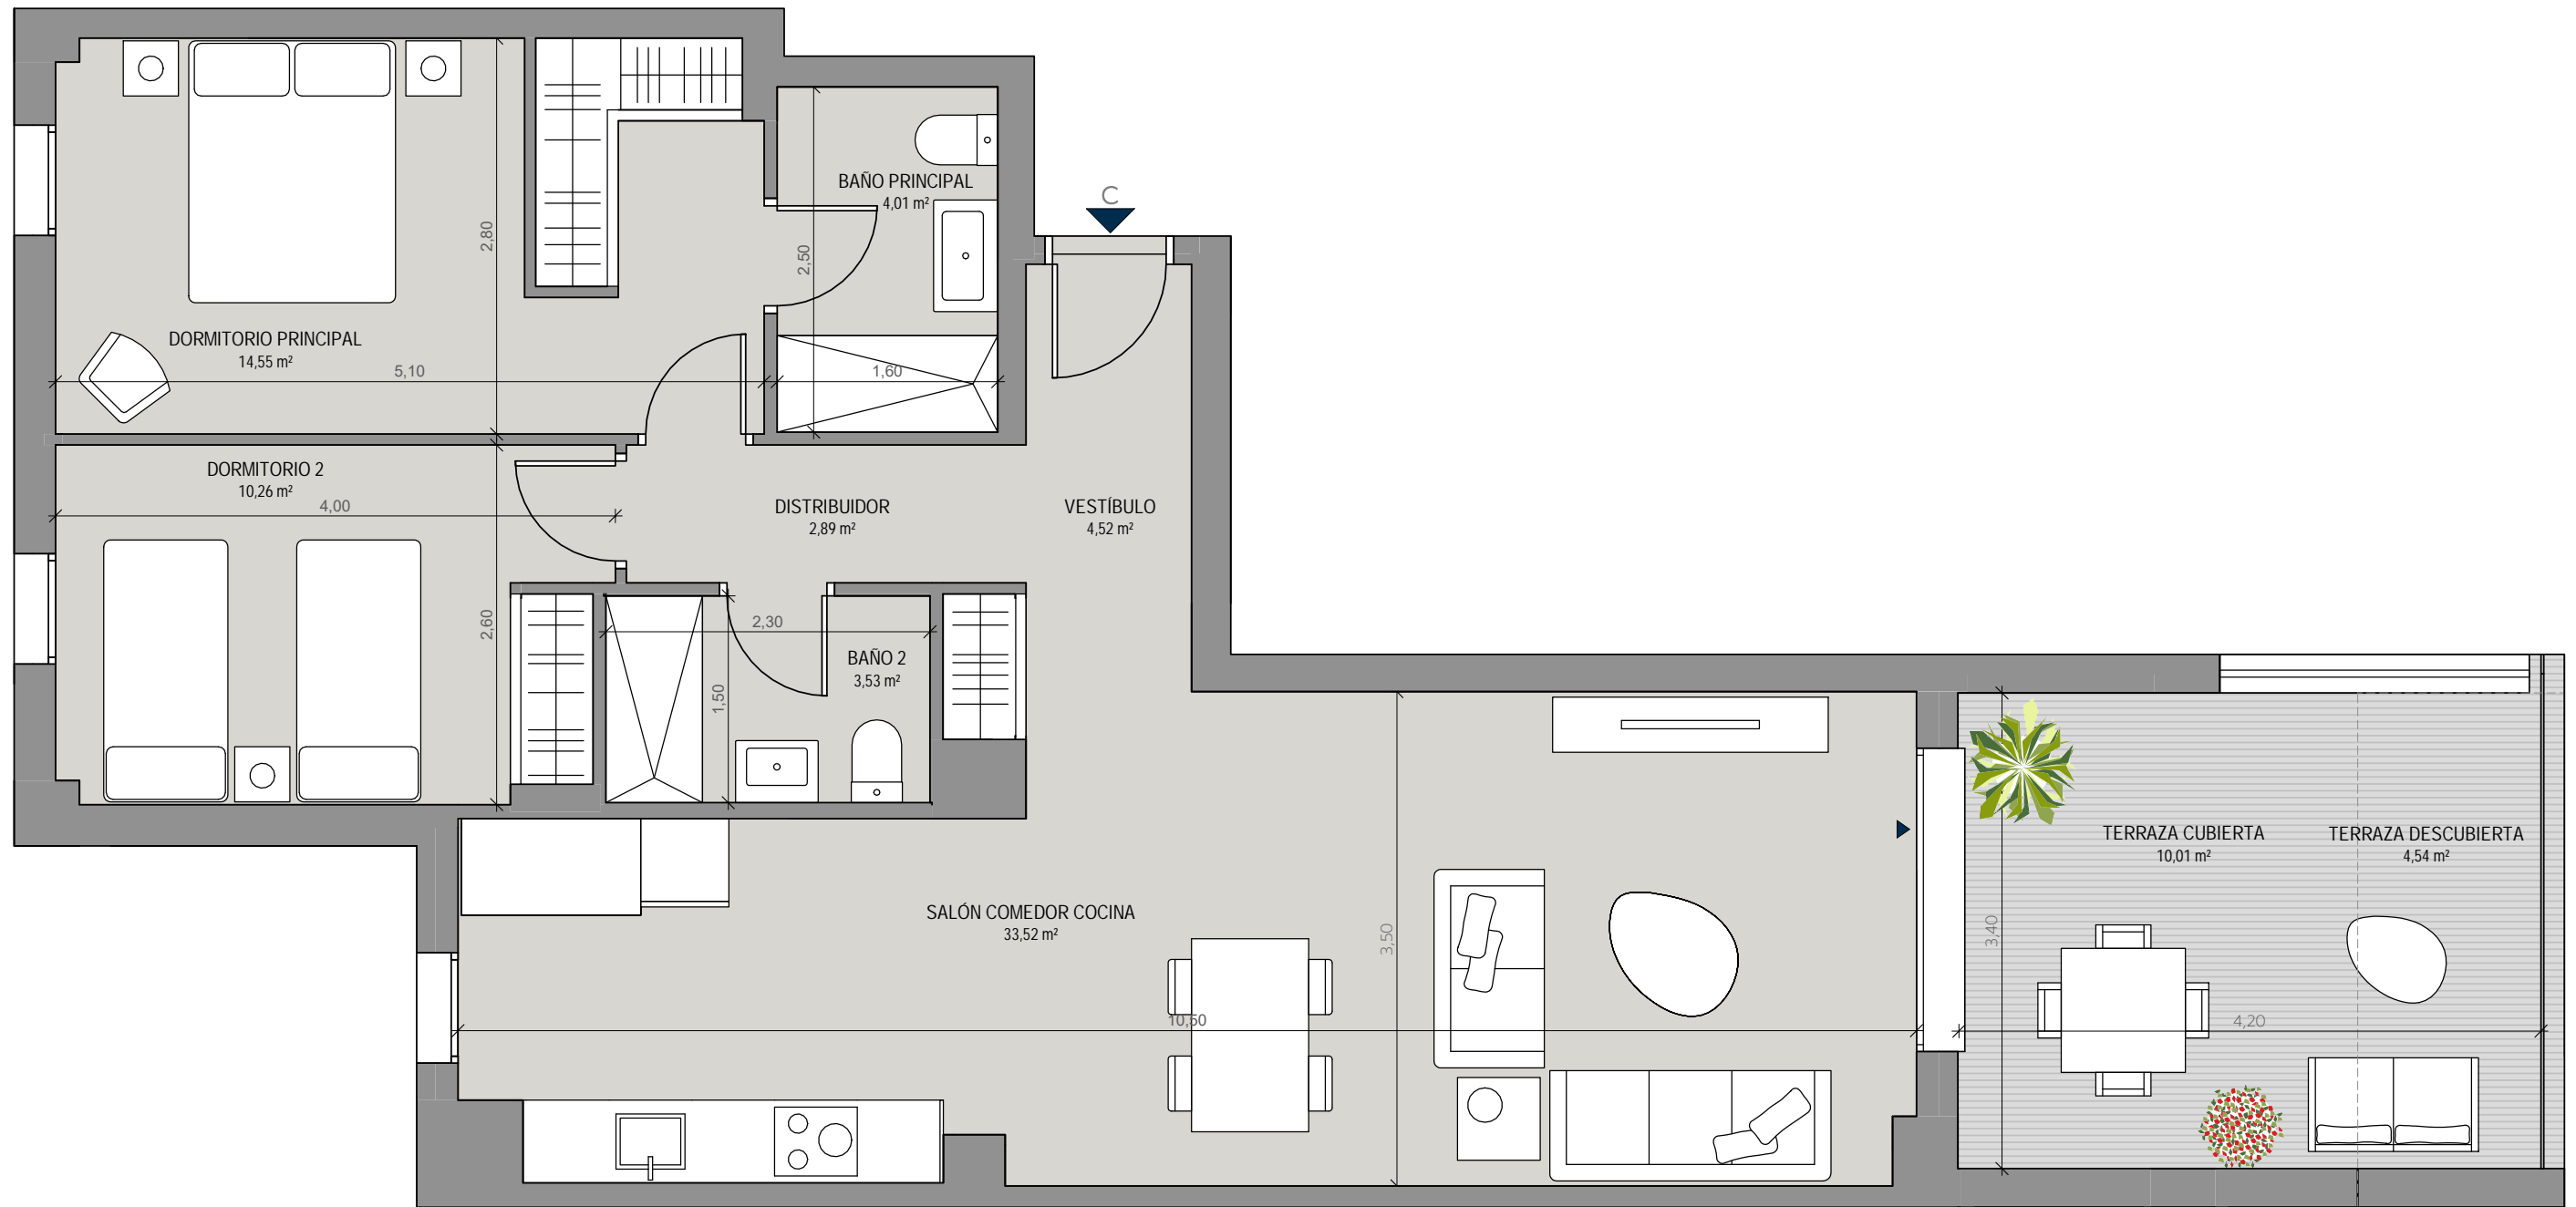 C
BAÑO PRINCIPAL
4,01 m²
2,80
2,50
DORMITORIO PRINCIPAL
14,55 m²
5,10
1,60
DORMITORIO 2
10,26 m²
4,00
DISTRIBUIDOR
2,89 m²
VESTÍBULO
4,52 m²
2,60
2,30
BAÑO 2
3,53 m²
1,50
TERRAZA CUBIERTA
10,01 m²
TERRAZA DESCUBIERTA
4,54 m²
SALÓN COMEDOR COCINA
33,52 m²
3,50
3,40
10,50
4,20